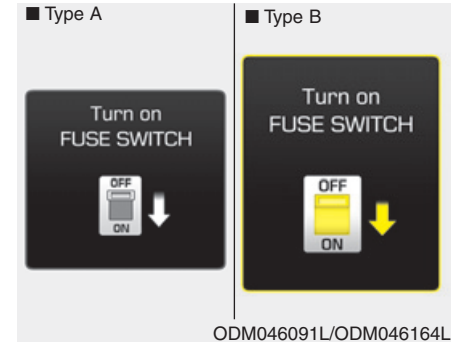 ■ Type A
Turn on
FUSE SWITCH
OFF
ON
■ Type B
Turn on
FUSE SWITCH
OFF
ON
ODM046091L/ODM046164L